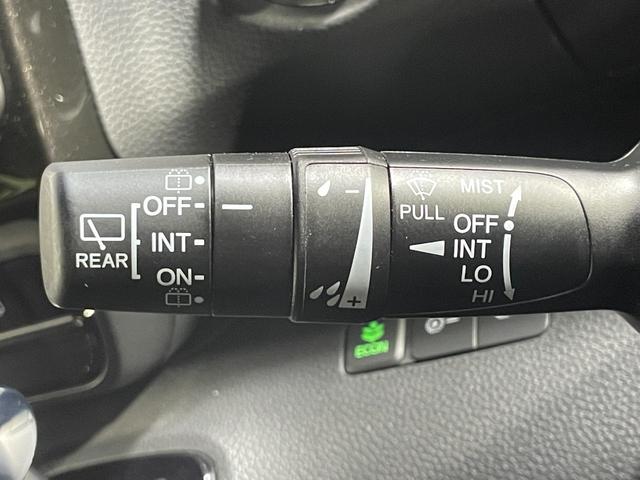 OFF
INT
ON
REAR
−
+
PULL
MIST
OFF
INT
LO
HI
ECON